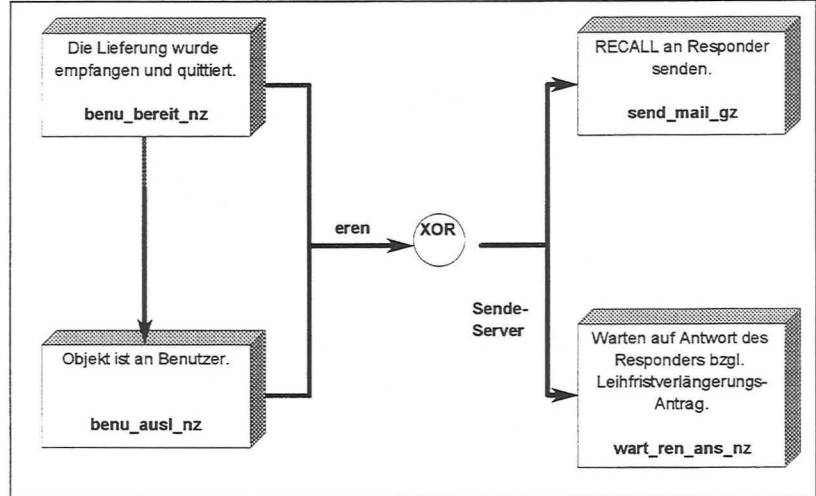 Die Lieferung wurde
empfangen und quittiert.
benu_bereit_nz
RECALL an Responder
senden.
send_mail_gz
eren
XOR
Sende-
Server
Objekt ist an Benutzer.
benu_ausl_nz
Warten auf Antwort des
Responders bzgl.
Leihfristverlängerungs-
Antrag.
wart_ren_ans_nz